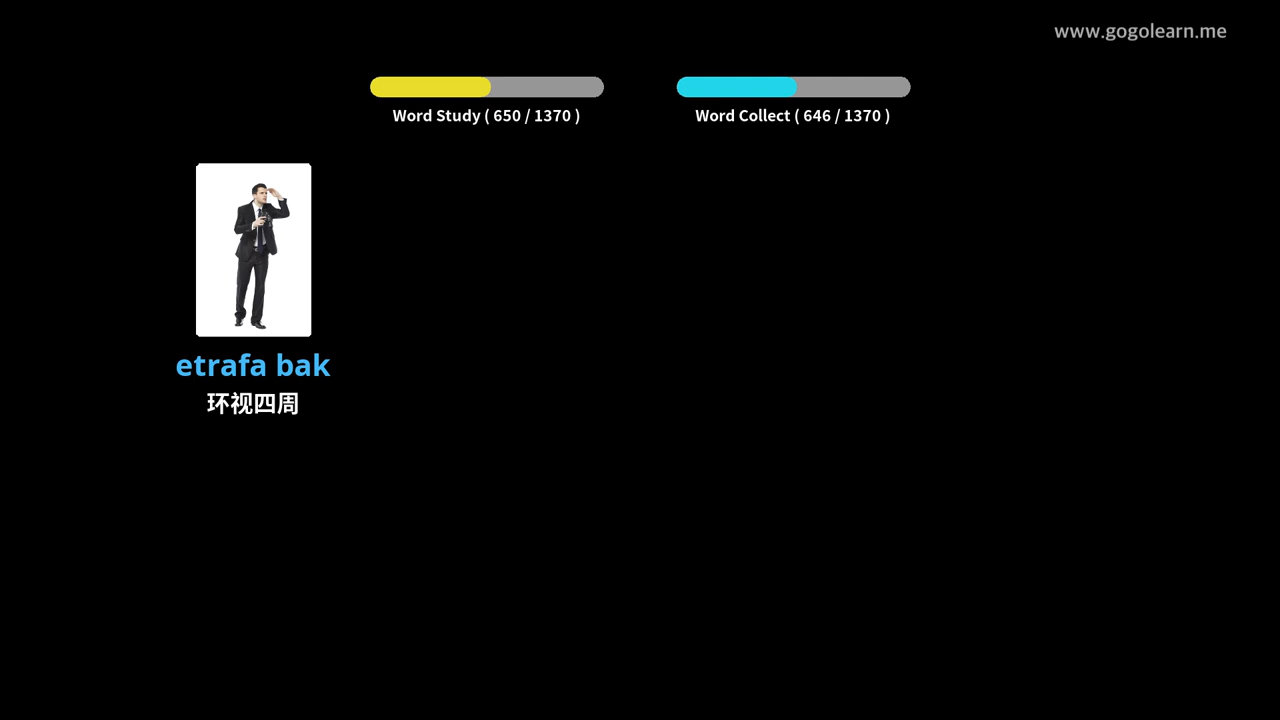 www.gogolearn.me
Word Study ( 650 / 1370 )
Word Collect ( 646 / 1370 )
etrafa bak
环视四周